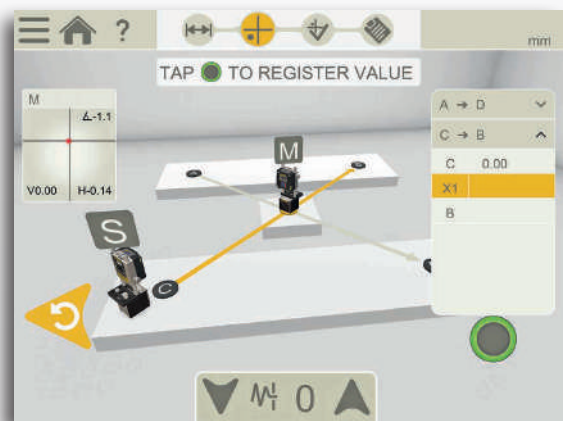 ?
mm
TAP TO REGISTER VALUE
M
∡-1.1
V0.00 H-0.14
A → D
C → B
C 0.00
X1
B
M
S
C
0